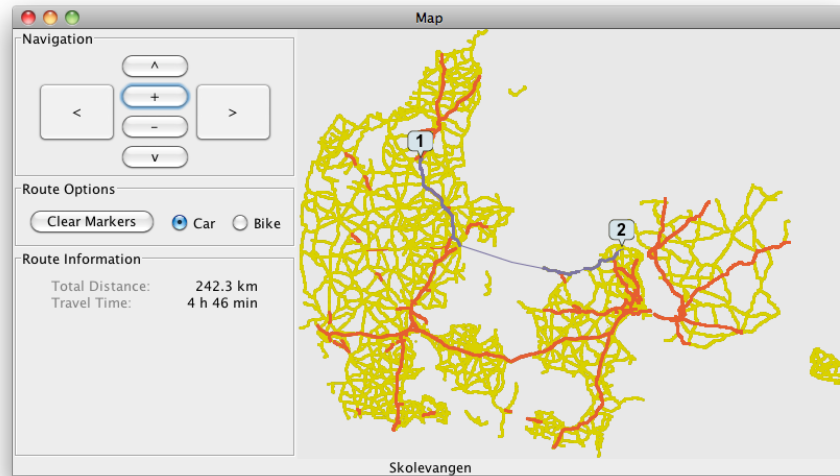 Map
Navigation
^
+
< >
−
v
Route Options
Clear Markers Car Bike
Route Information
Total Distance: 242.3 km
Travel Time: 4 h 46 min
1
2
Skolevangen